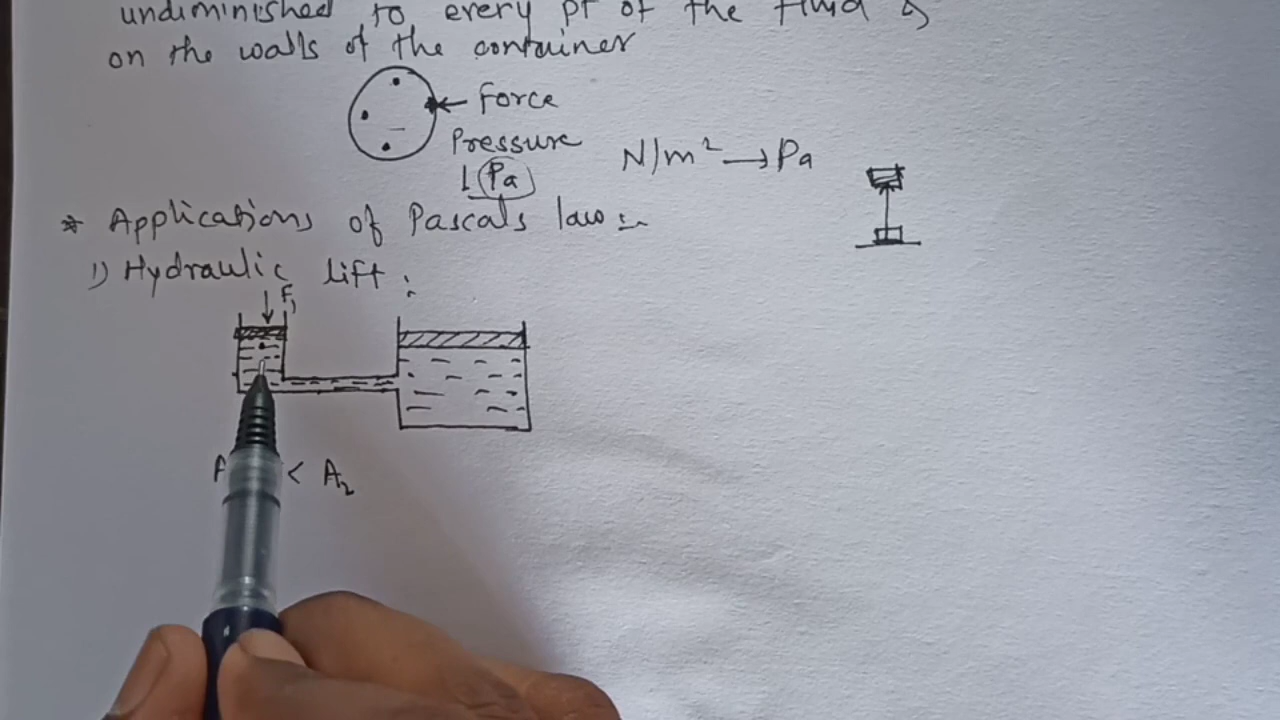 undiminished to every pt of the fluid &
on the walls of the container
Force
Pressure
N/m² → Pa
1 Pa
* Applications of Pascals law :-
1) Hydraulic lift :
F₁
A < A₂